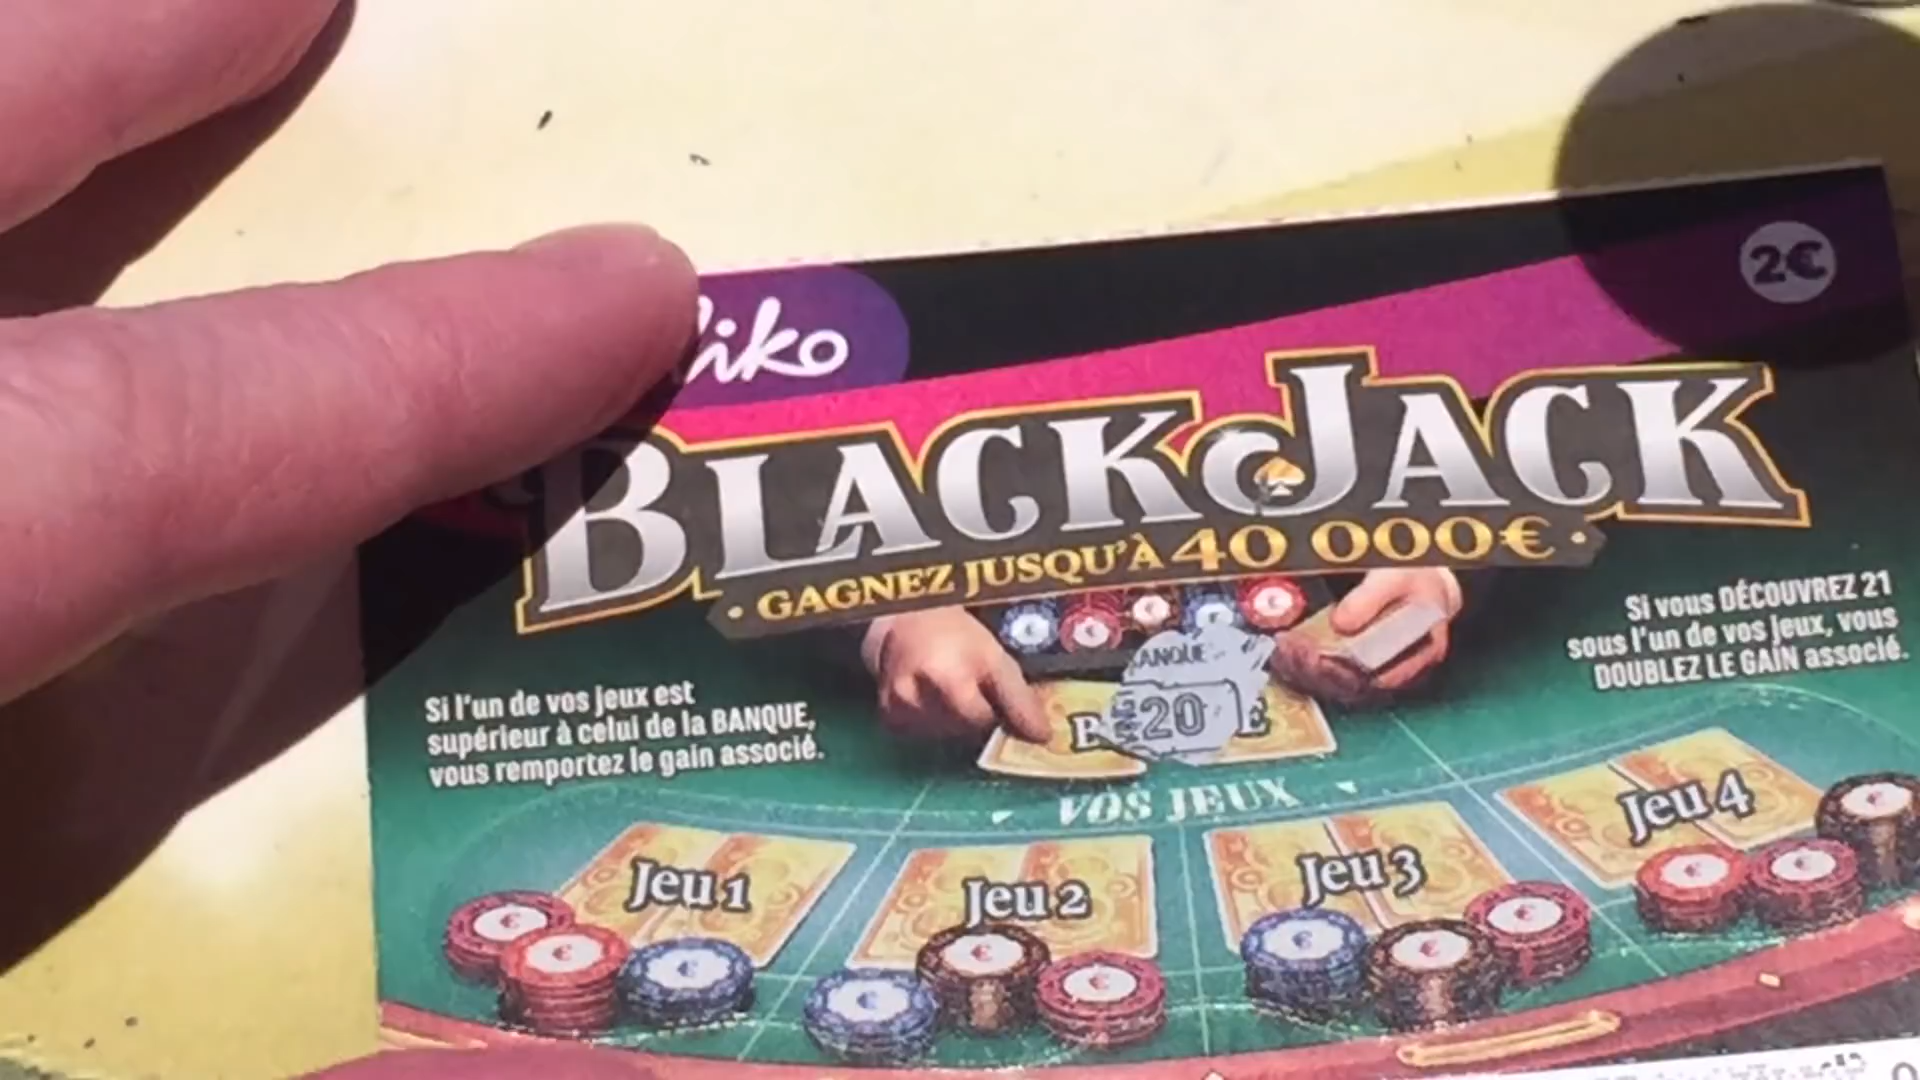 iko
2€
BLACKJACK
• GAGNEZ JUSQU'À 40 000€ •
Si vous DÉCOUVREZ 21
sous l'un de vos jeux, vous
DOUBLEZ LE GAIN associé.
Si l'un de vos jeux est
supérieur à celui de la BANQUE,
vous remportez le gain associé.
ANQUE
B 20 E
VOS JEUX
Jeu 1
Jeu 2
Jeu 3
Jeu 4